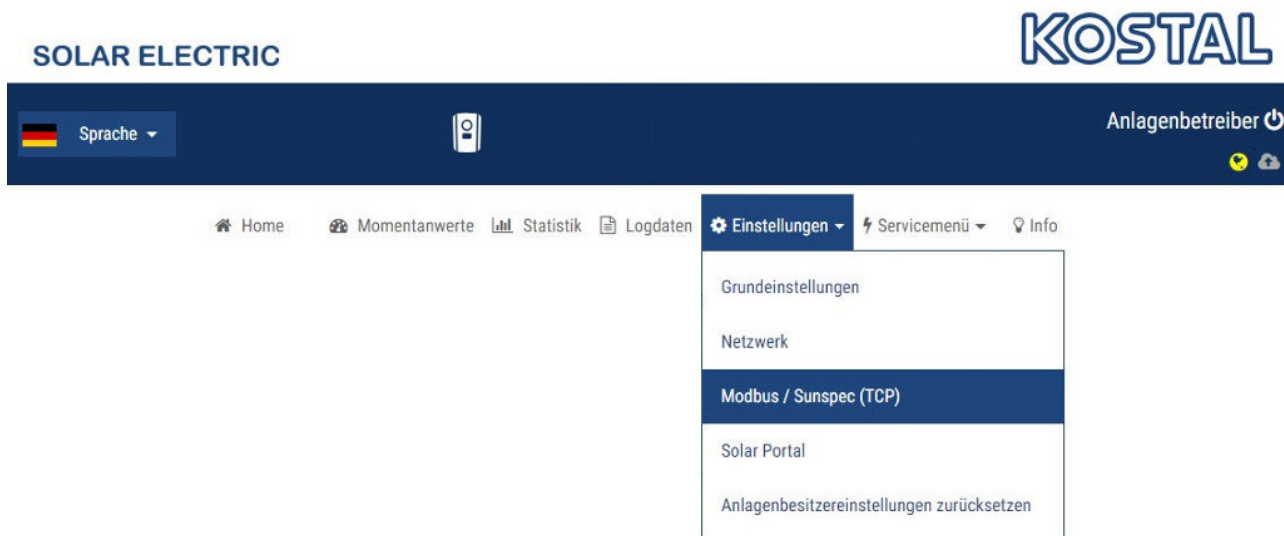 SOLAR ELECTRIC
KOSTAL
Sprache
Anlagenbetreiber
Home Momentanwerte Statistik Logdaten Einstellungen Servicemenü Info
Grundeinstellungen
Netzwerk
Modbus / Sunspec (TCP)
Solar Portal
Anlagenbesitzereinstellungen zurücksetzen